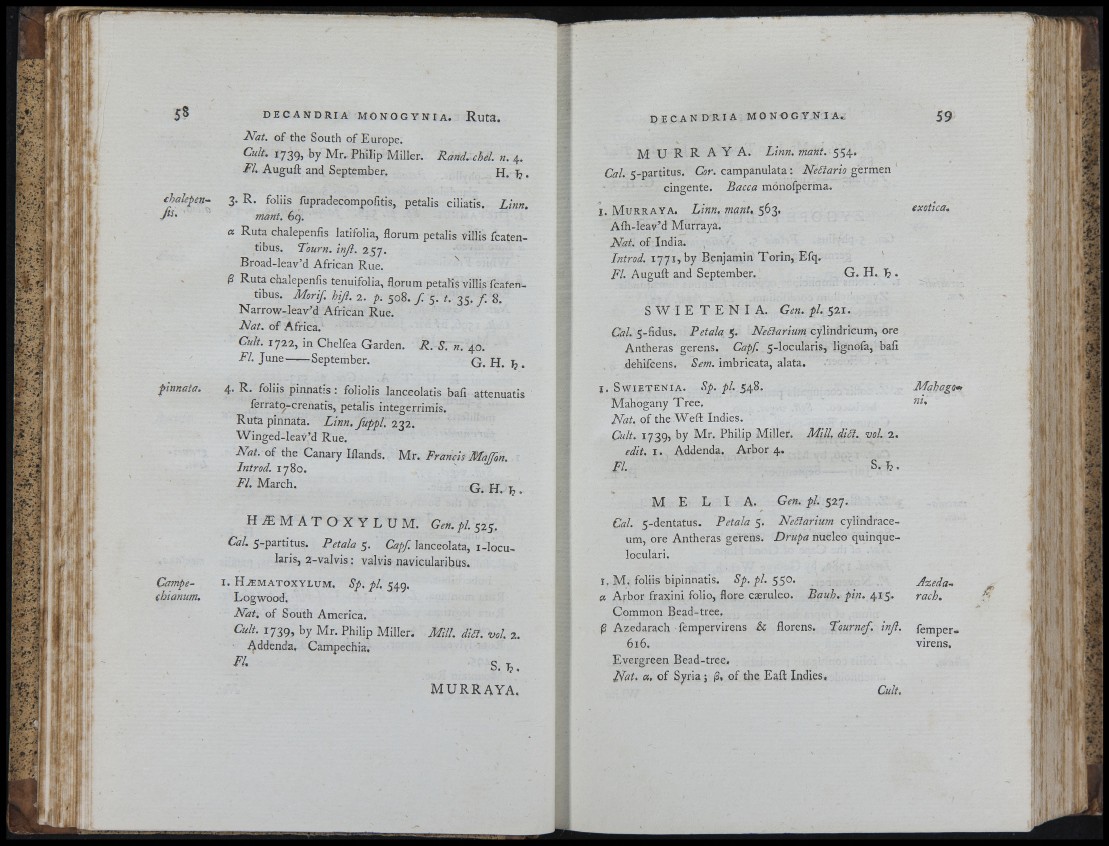 58 DECANDRIA MONOGYNIA. Ruta.
Nat. of the South of Europe.
Cult. 1739, by Mr. Philip Miller. Rand. chel. n. 4.
Fl. Auguſt and September. H. ♄.
chalepen- 3. R. foliis ſupradecompoſitis, petalis ciliatis. Linn.
ſis. mant. 69.
α Ruta chalepenſis latifolia, florum petalis villis ſcaten-
tibus. Tourn. inſt. 257.
Broad-leav'd African Rue.
β Ruta chalepenſis tenuifolia, florum petalis villis ſcaten-
tibus. Moriſ. hiſt. 2. p. 508. ſ. 5. t. 35. f. 8.
Narrow-leav'd African Rue.
Nat. of Africa.
Cult. 1722, in Chelſea Garden. R. S. n. 40.
Fl. June——September. G. H. ♄.
pinnata. 4. R. foliis pinnatis: foliolis lanceolatis baſi attenuatis
ſerrato-crenatis, petalis integerrimis.
Ruta pinnata. Linn. ſuppl. 232.
Winged-leav'd Rue.
Nat. of the Canary Iſlands. Mr. Francis Maſſon.
Introd. 1780.
Fl. March. G. H. ♄.
HÆMATOXYLUM. Gen. pl. 525.
Cal. 5-partitus. Petala 5. Capſ. lanceolata, 1-locu-
laris, 2-valvis: valvis navicularibus.
Campe- 1. HÆMATOXYLUM. Sp. pl. 549.
chianum. Logwood.
Nat. of South America.
Cult. 1739, by Mr. Philip Miller. Mill. dict. vol. 2.
Addenda. Campechia.
Fl. S. ♄.
MURRAYA.
DECANDRIA MONOGYNIA. 59
MURRAYA. Linn. mant. 554.
Cal. 5-partitus. Cor. campanulata: Nectario germen
cingente. Bacca monoſperma.
1. MURRAYA. Linn. mant. 563. exotica.
Aſh-leav'd Murraya.
Nat. of India.
Introd. 1771, by Benjamin Torin, Eſq.
Fl. Auguſt and September. G. H. ♄.
SWIETENIA. Gen. pl. 521.
Cal. 5-fidus. Petala 5. Nectarium cylindricum, ore
Antheras gerens. Capſ. 5-locularis, lignoſa, baſi
dehiſcens. Sem. imbricata, alata.
1. SWIETENIA. Sp. pl. 548. Mahago-
Mahogany Tree. ni.
Nat. of the Weſt Indies.
Cult. 1739, by Mr. Philip Miller. Mill. dict. vol. 2.
edit. 1. Addenda. Arbor 4.
Fl. S. ♄.
MELIA. Gen. pl. 527.
Cal. 5-dentatus. Petala 5. Nectarium cylindrace-
um, ore Antheras gerens. Drupa nucleo quinque-
loculari.
1. M. foliis bipinnatis. Sp. pl. 550. Azeda-
α Arbor fraxini folio, flore cæruleo. Bauh. pin. 415. rach.
Common Bead-tree.
β Azedarach ſempervirens & florens. Tournef. inſt. ſemper-
616. virens.
Evergreen Bead-tree.
Nat. α. of Syria; β. of the Eaſt Indies.
Cult.